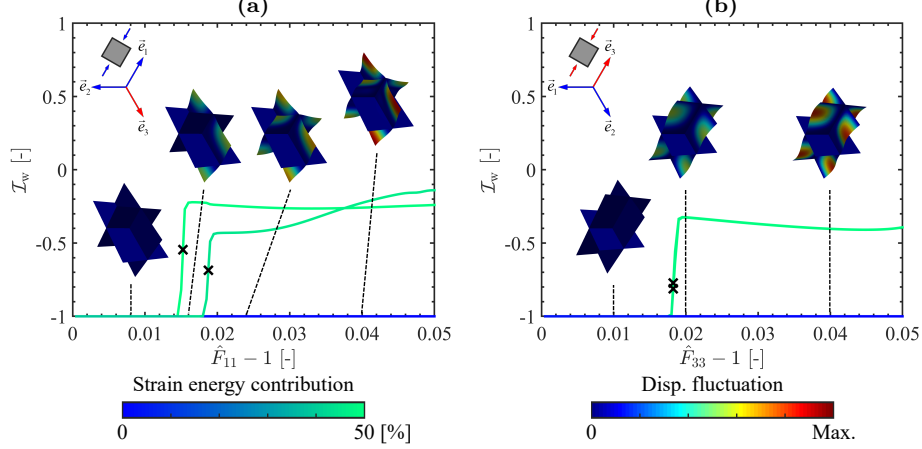 (a)
1
0.5
0
-0.5
-1
0 0.01 0.02 0.03 0.04 0.05
𝓘_w [-]
F̂₁₁ − 1 [-]
e⃗₁
e⃗₂
e⃗₃
(b)
1
0.5
0
-0.5
-1
0 0.01 0.02 0.03 0.04 0.05
𝓘_w [-]
F̂₃₃ − 1 [-]
e⃗₃
e⃗₁
e⃗₂
Strain energy contribution
0 50 [%]
Disp. fluctuation
0 Max.